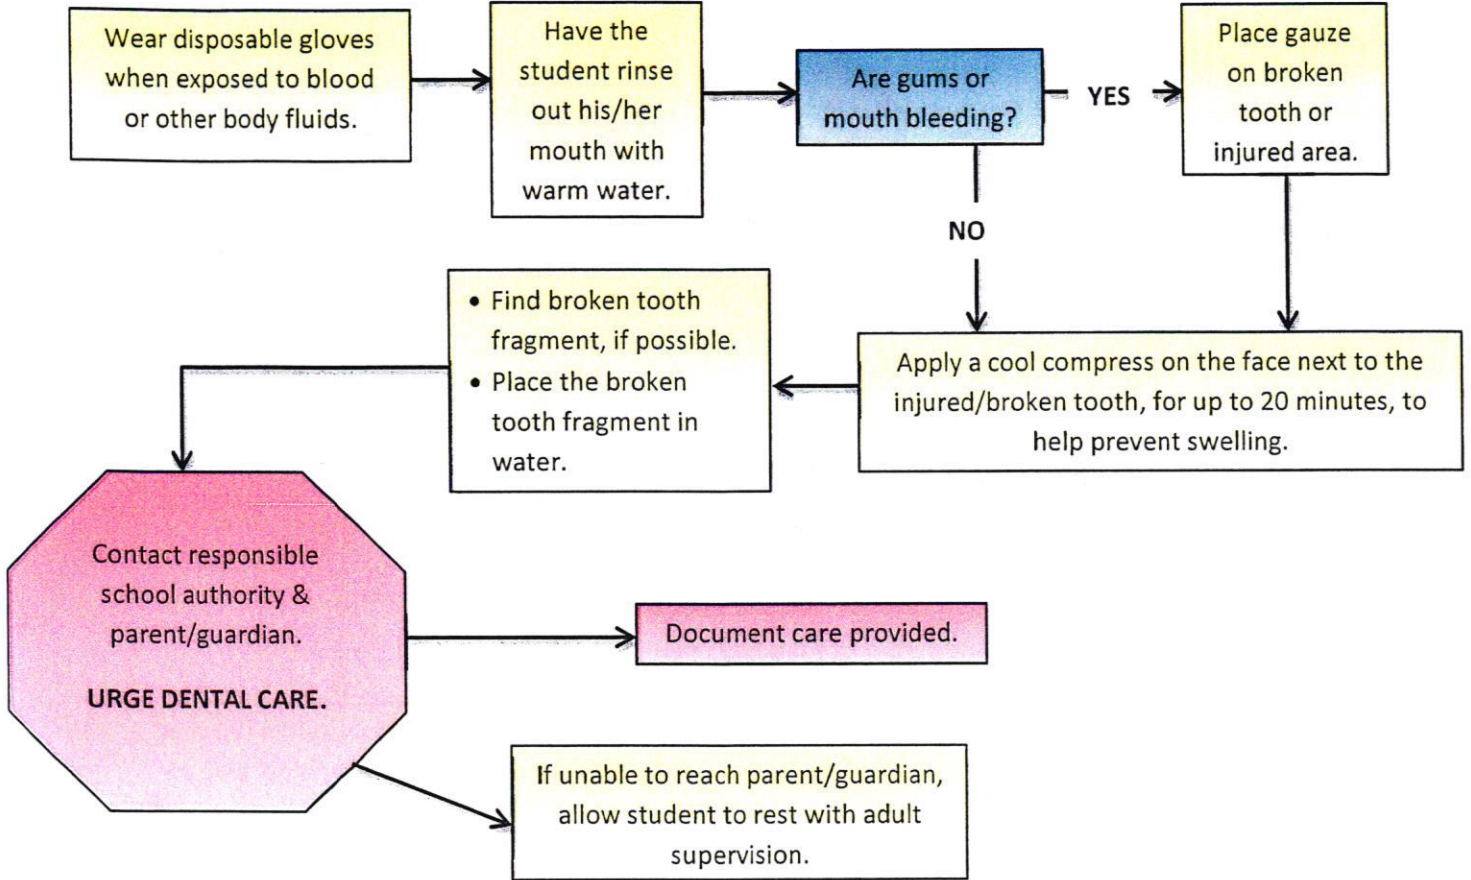 Wear disposable gloves
when exposed to blood
or other body fluids.
Have the
student rinse
out his/her
mouth with
warm water.
Are gums or
mouth bleeding?
YES
Place gauze
on broken
tooth or
injured area.
NO
• Find broken tooth
fragment, if possible.
• Place the broken
tooth fragment in
water.
Apply a cool compress on the face next to the
injured/broken tooth, for up to 20 minutes, to
help prevent swelling.
Contact responsible
school authority &
parent/guardian.
URGE DENTAL CARE.
Document care provided.
If unable to reach parent/guardian,
allow student to rest with adult
supervision.